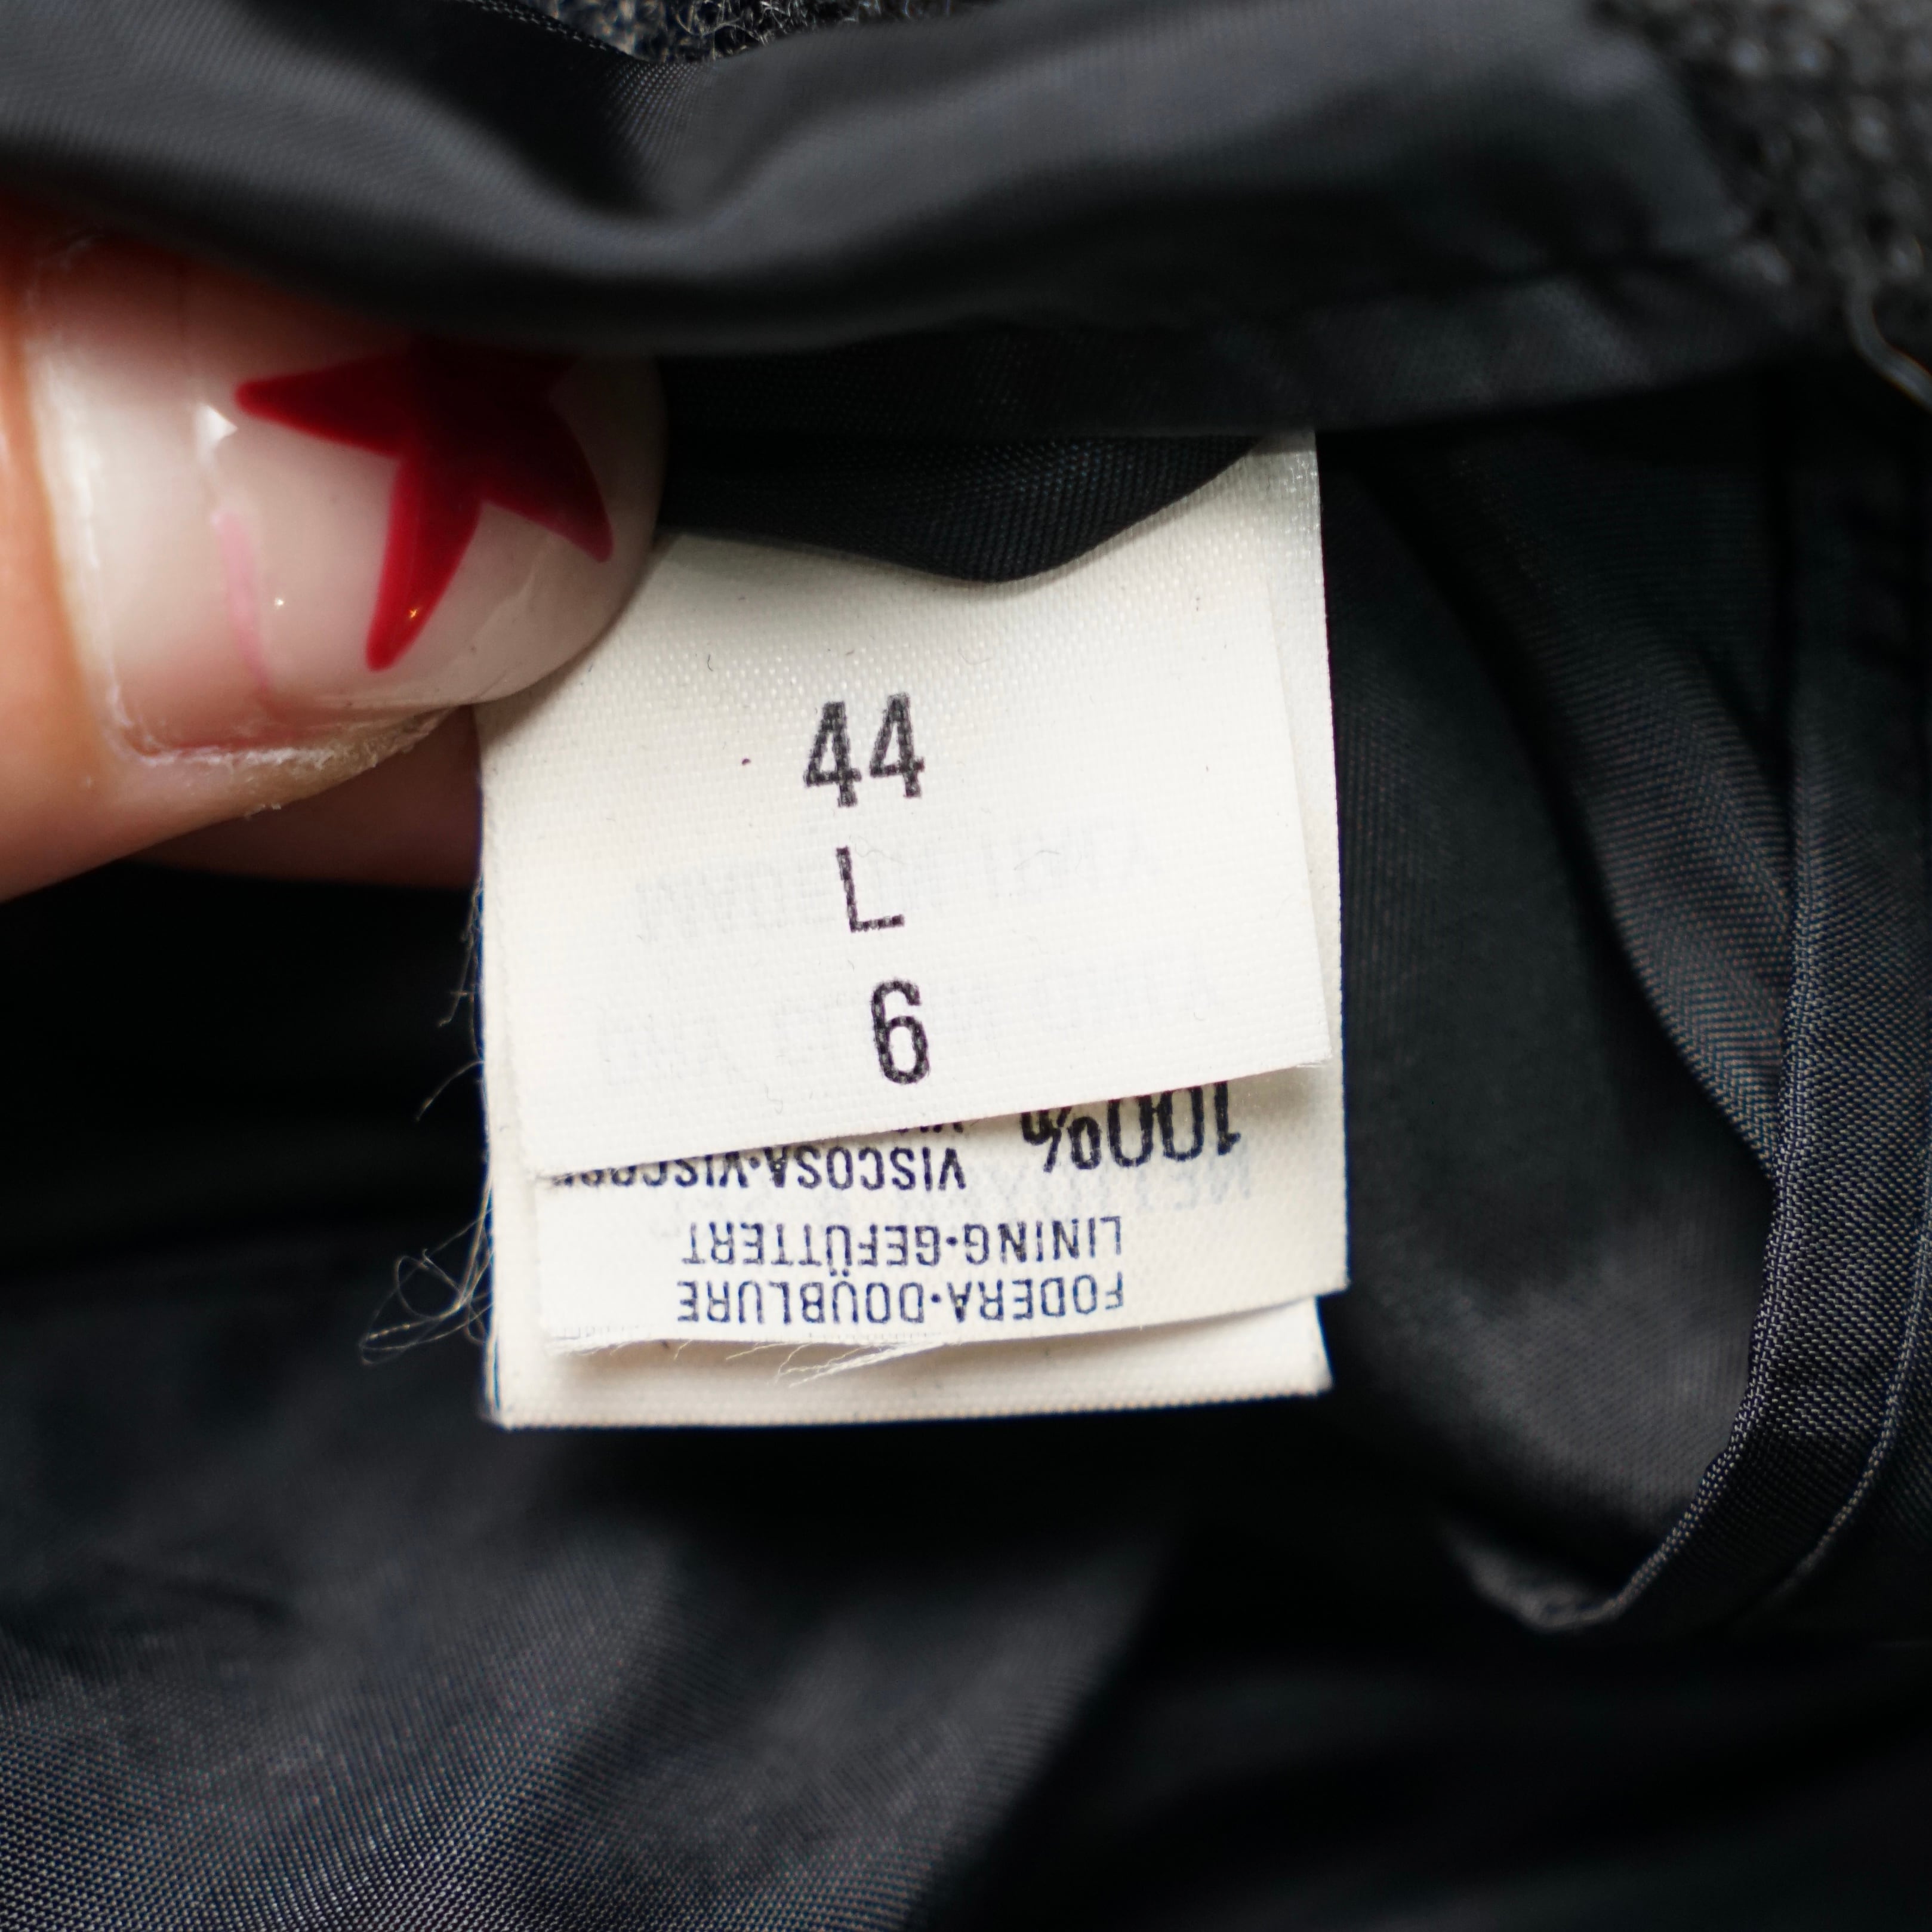 44
L
6
FODERA•DOUBLURE
LINING•GEFÜTTERT
100% VISCOSA•VISCOSE